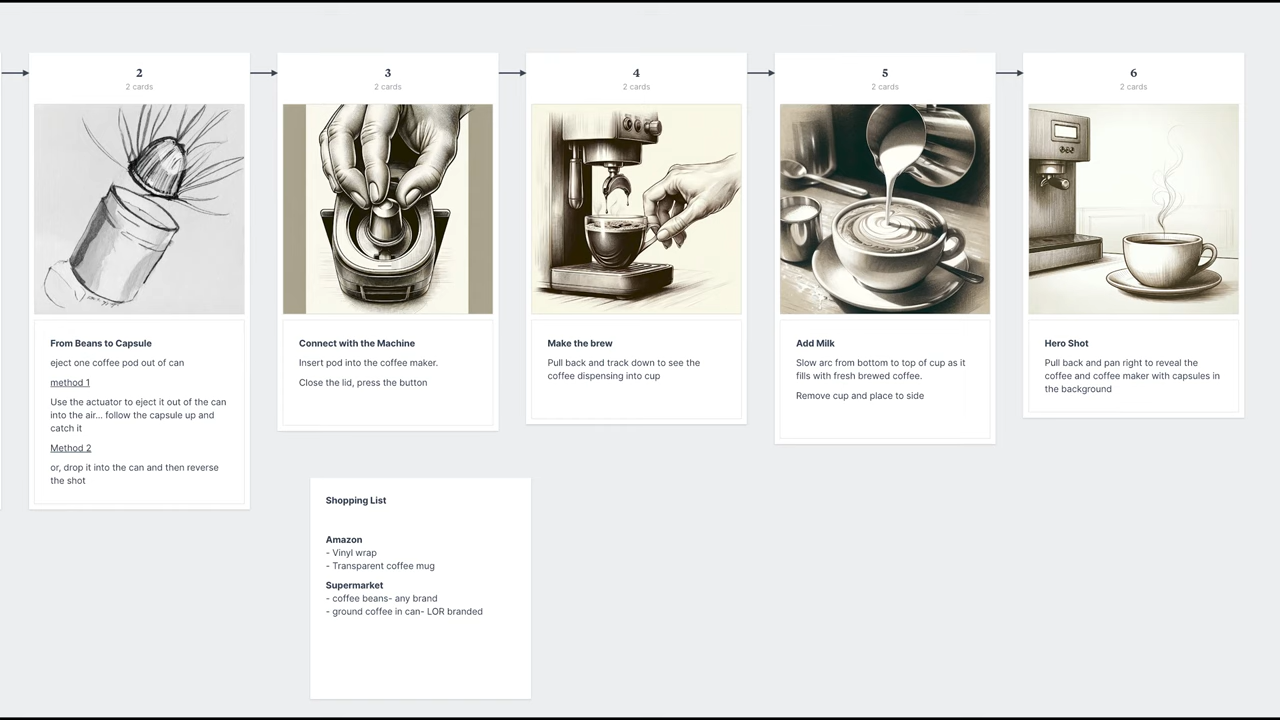 2
2 cards
From Beans to Capsule
eject one coffee pod out of can
method 1
Use the actuator to eject it out of the can
into the air... follow the capsule up and
catch it
Method 2
or, drop it into the can and then reverse
the shot
3
2 cards
Connect with the Machine
Insert pod into the coffee maker.
Close the lid, press the button
4
2 cards
Make the brew
Pull back and track down to see the
coffee dispensing into cup
5
2 cards
Add Milk
Slow arc from bottom to top of cup as it
fills with fresh brewed coffee.
Remove cup and place to side
6
2 cards
Hero Shot
Pull back and pan right to reveal the
coffee and coffee maker with capsules in
the background
Shopping List
Amazon
- Vinyl wrap
- Transparent coffee mug
Supermarket
- coffee beans- any brand
- ground coffee in can- LOR branded